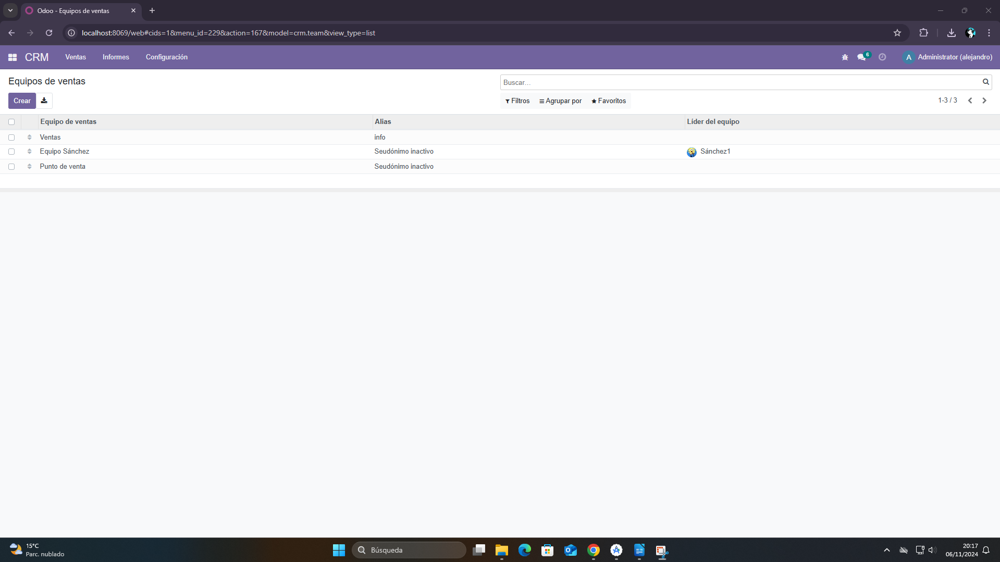 Odoo - Equipos de ventas
localhost:8069/web#cids=1&menu_id=229&action=167&model=crm.team&view_type=list
CRM Ventas Informes Configuración 6 A Administrator (alejandro)
Equipos de ventas Buscar...
Crear Filtros Agrupar por Favoritos 1-3 / 3
Equipo de ventas Alias Líder del equipo
Ventas info
Equipo Sánchez Seudónimo inactivo Sánchez1
Punto de venta Seudónimo inactivo
15°C
Parc. nublado
Búsqueda
20:17
06/11/2024